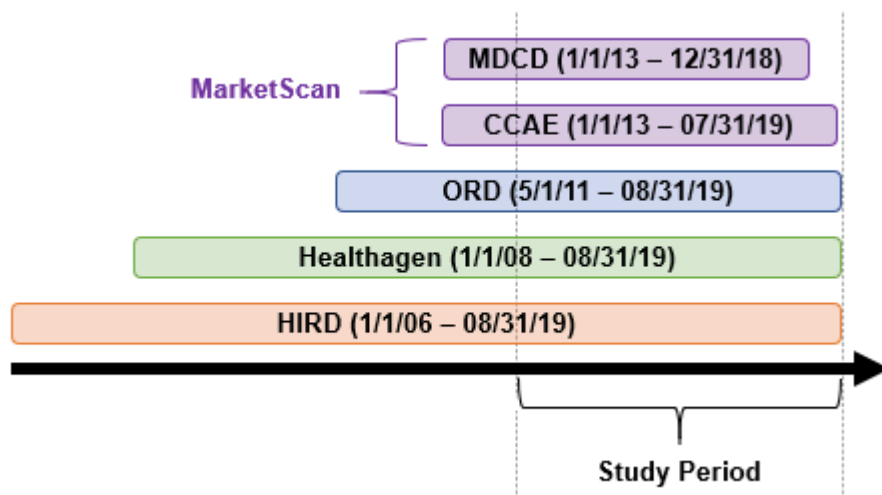 MDCD (1/1/13 – 12/31/18)
MarketScan
CCAE (1/1/13 – 07/31/19)
ORD (5/1/11 – 08/31/19)
Healthagen (1/1/08 – 08/31/19)
HIRD (1/1/06 – 08/31/19)
Study Period